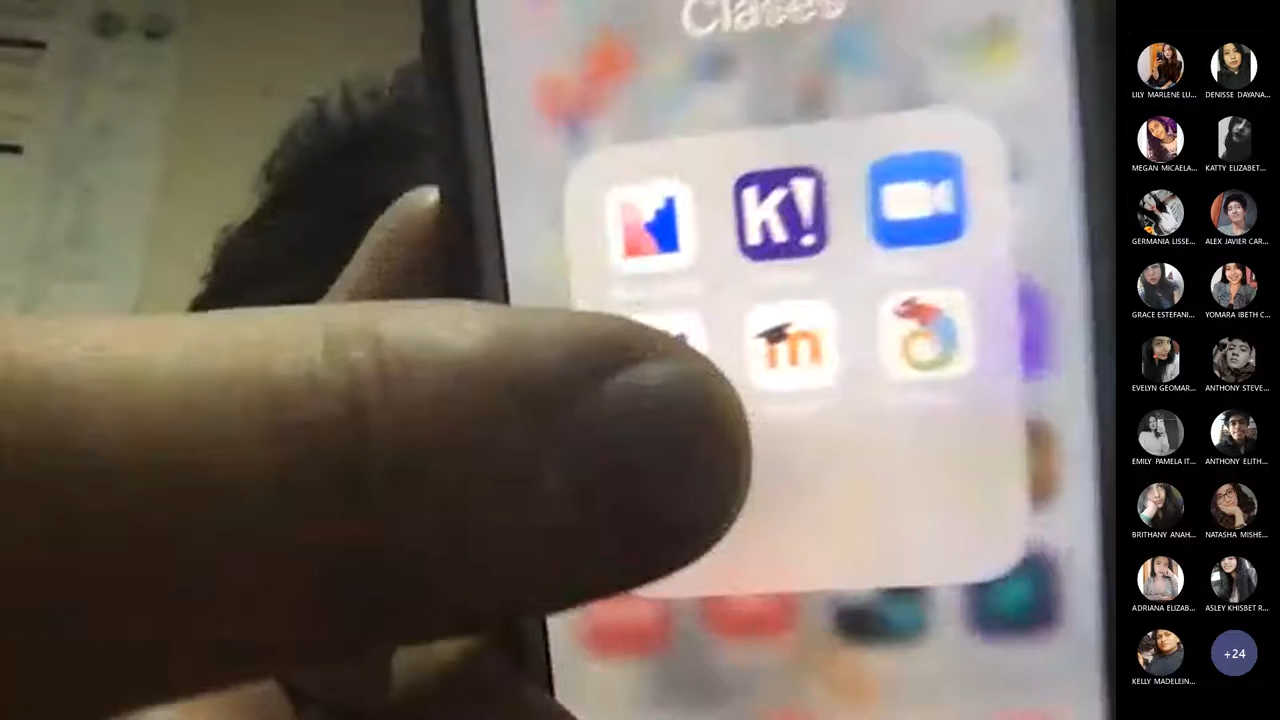 Clases
K!
m
LILY MARLENE LU...
DENISSE DAYANA...
MEGAN MICAELA...
KATTY ELIZABET...
GERMANIA LISSE...
ALEX JAVIER CAR...
GRACE ESTEFANI...
YOMARA IBETH C...
EVELYN GEOMAR...
ANTHONY STEVE...
EMILY PAMELA IT...
ANTHONY ELITH...
BRITHANY ANAH...
NATASHA MISHE...
ADRIANA ELIZAB...
ASLEY KHISBET R...
KELLY MADELEIN...
+24